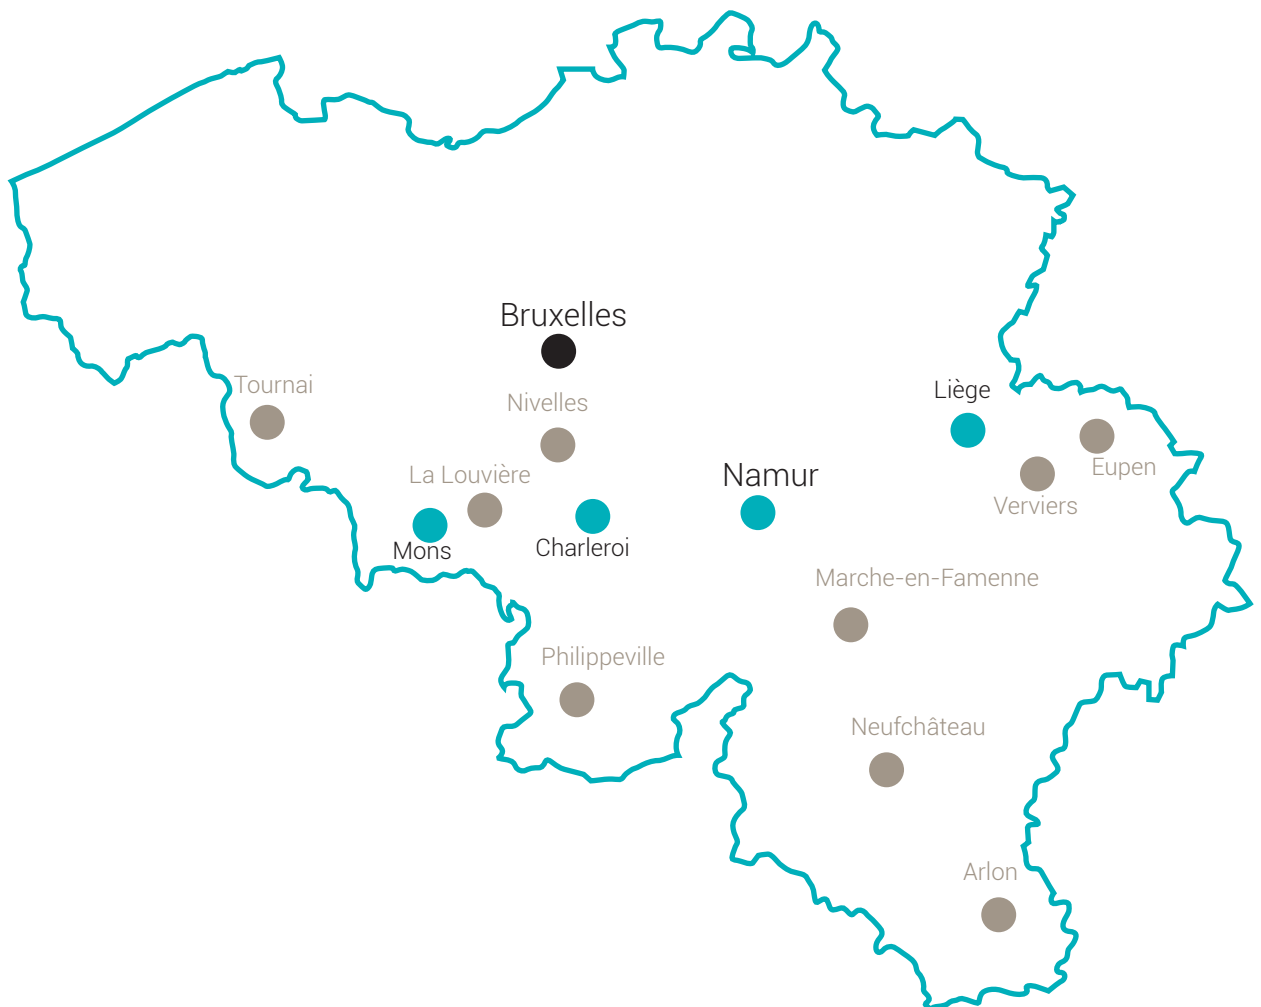 Bruxelles
Tournai
Liège
Nivelles
Eupen
La Louvière
Namur
Verviers
Charleroi
Mons
Marche-en-Famenne
Philippeville
Neufchâteau
Arlon